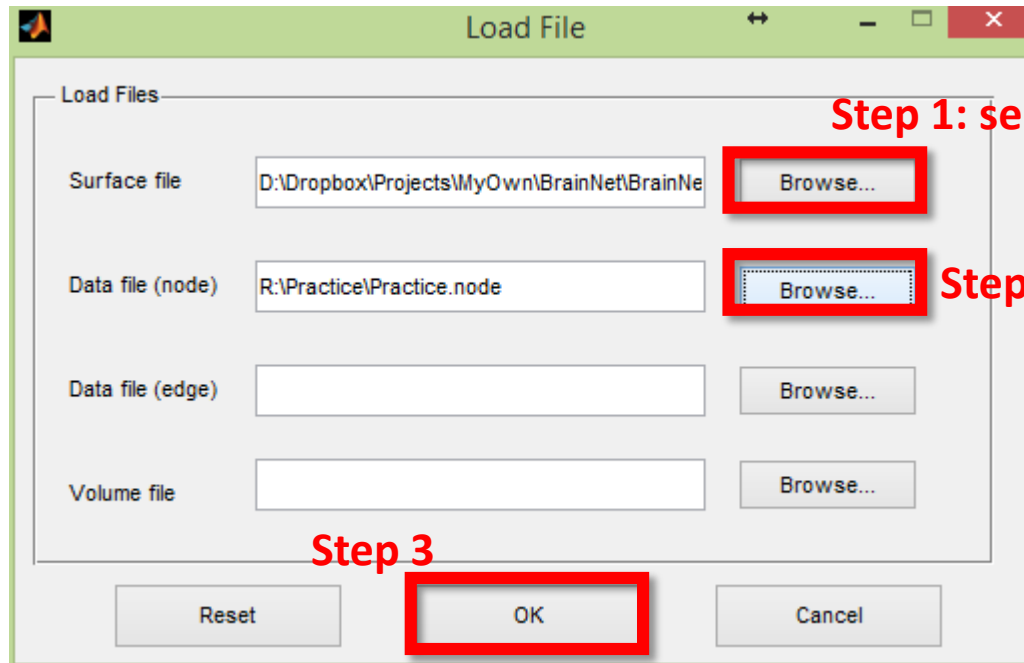 Load File
Load Files
Step 1: se
Surface file D:\Dropbox\Projects\MyOwn\BrainNet\BrainNe Browse...
Data file (node) R:\Practice\Practice.node Browse... Step
Data file (edge) Browse...
Volume file Browse...
Step 3
Reset OK Cancel